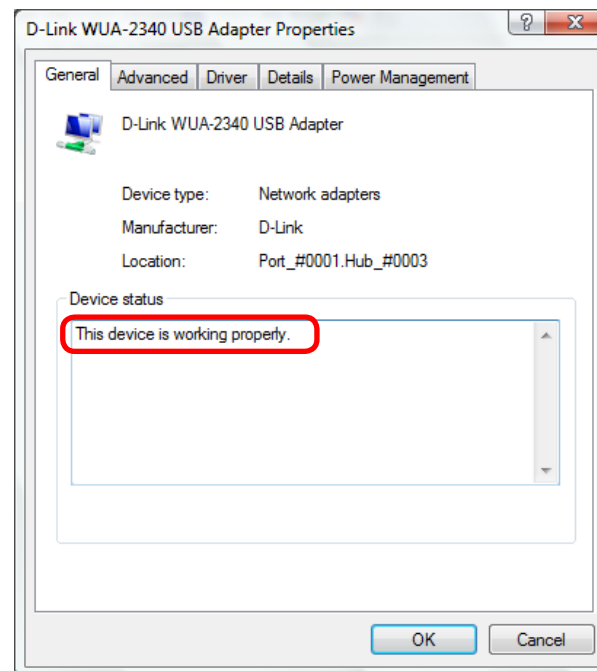 D-Link WUA-2340 USB Adapter Properties
General Advanced Driver Details Power Management
D-Link WUA-2340 USB Adapter
Device type: Network adapters
Manufacturer: D-Link
Location: Port_#0001.Hub_#0003
Device status
This device is working properly.
OK Cancel